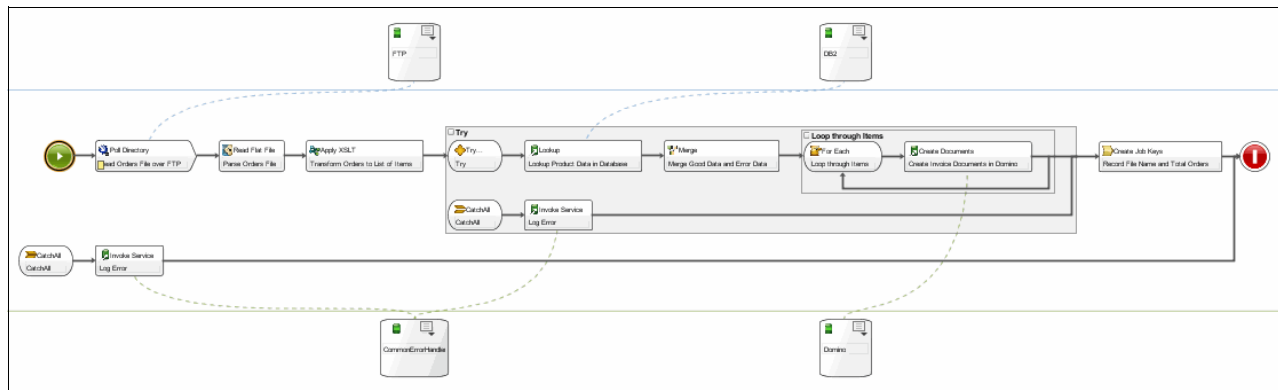 FTP
DB2
Try
Loop through Items
Poll Directory
ead Orders File over FTP
Read Flat File
Parse Orders File
Apply XSLT
Transform Orders to List of Items
Try...
Try
Lookup
Lookup Product Data in Database
Merge
Merge Good Data and Error Data
For Each
Loop through Items
Create Documents
Create Invoice Documents in Domino
Create Job Keys
Record File Name and Total Orders
CatchAll
CatchAll
Invoke Service
Log Error
CatchAll
CatchAll
Invoke Service
Log Error
CommonErrorHandle
Domino